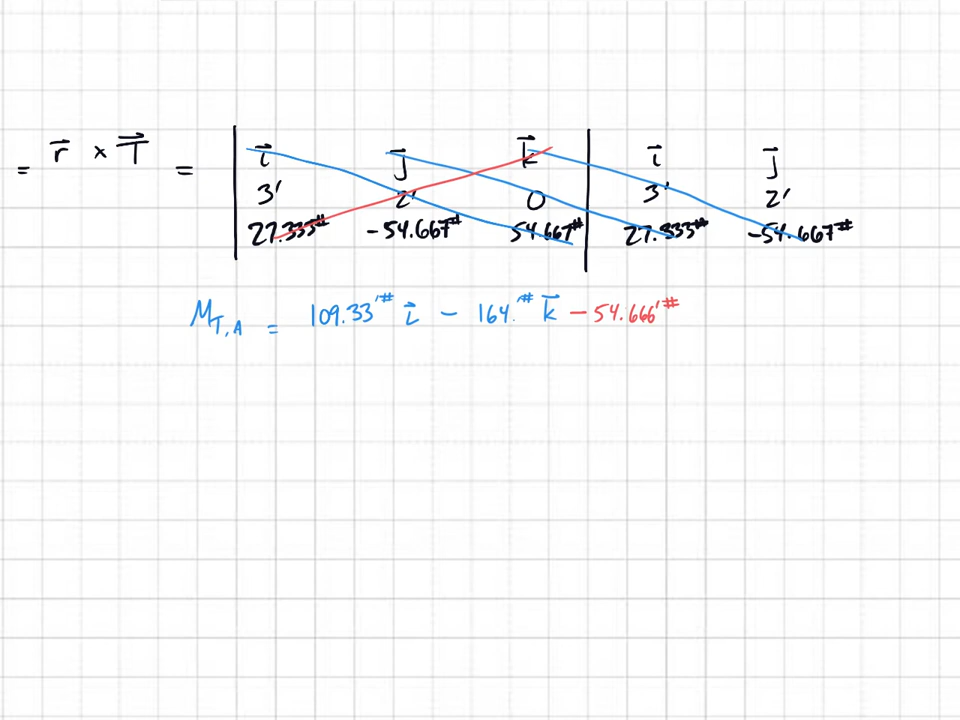 = r⃗ × T⃗ = | i⃗ j⃗ k⃗ | i⃗ j⃗
3' 2' 0 3' 2'
27.333# -54.667# 54.667# 27.333# -54.667#
M_T,A = 109.33'# i⃗ - 164.'# k⃗ - 54.666'#